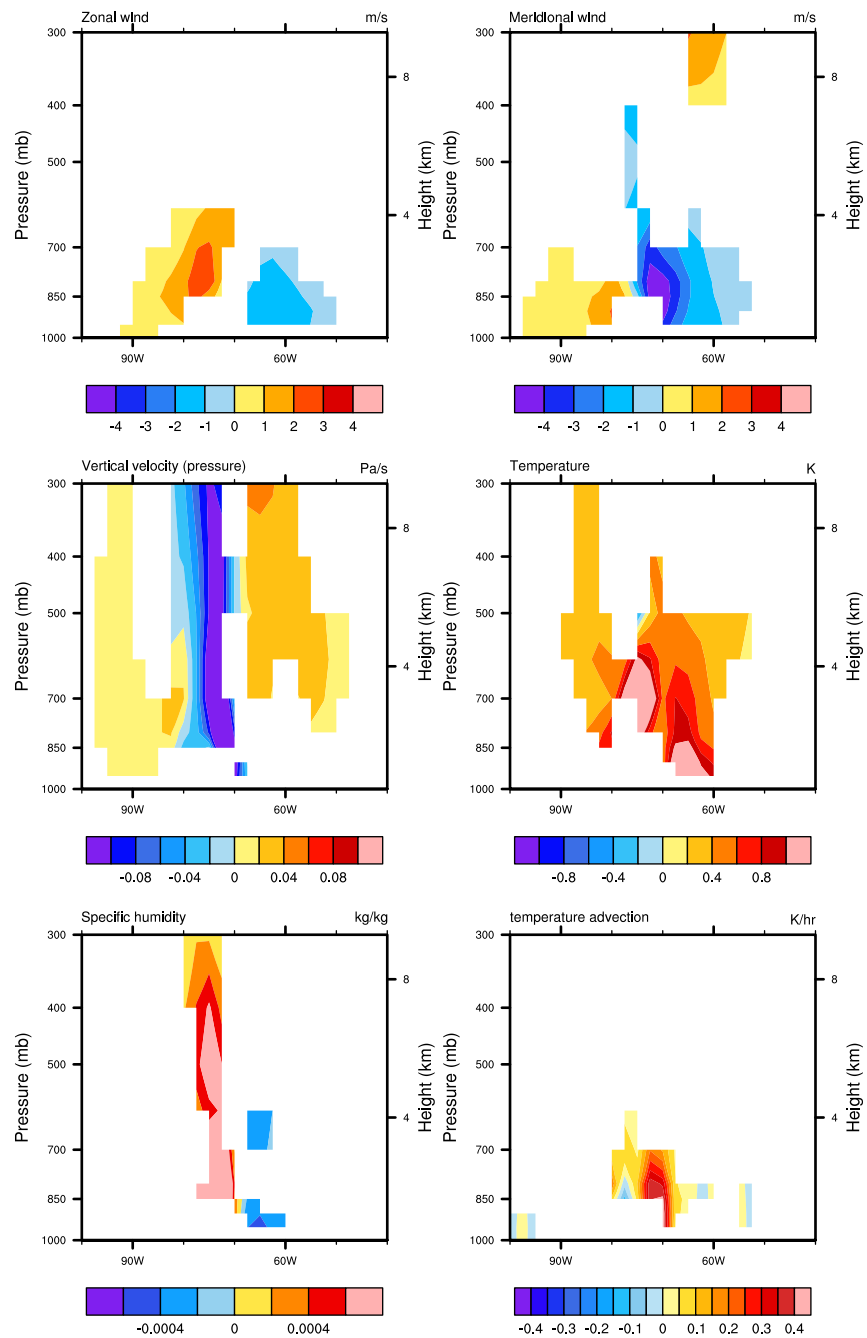 Zonal wind m/s
300
400
500
700
850
1000
Pressure (mb)
8
4
Height (km)
90W 60W
-4 -3 -2 -1 0 1 2 3 4
Meridional wind m/s
300
400
500
700
850
1000
Pressure (mb)
8
4
Height (km)
90W 60W
-4 -3 -2 -1 0 1 2 3 4
Vertical velocity (pressure) Pa/s
300
400
500
700
850
1000
Pressure (mb)
8
4
Height (km)
90W 60W
-0.08 -0.04 0 0.04 0.08
Temperature K
300
400
500
700
850
1000
Pressure (mb)
8
4
Height (km)
90W 60W
-0.8 -0.4 0 0.4 0.8
Specific humidity kg/kg
300
400
500
700
850
1000
Pressure (mb)
8
4
Height (km)
90W 60W
-0.0004 0 0.0004
temperature advection K/hr
300
400
500
700
850
1000
Pressure (mb)
8
4
Height (km)
90W 60W
-0.4 -0.3 -0.2 -0.1 0 0.1 0.2 0.3 0.4